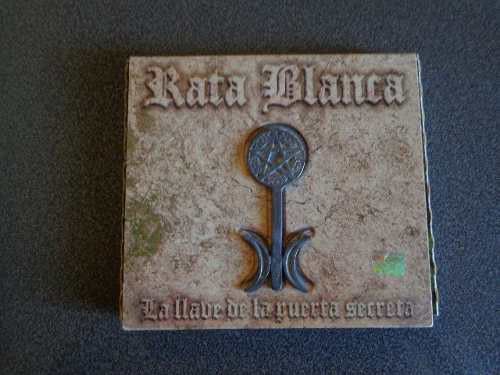 Rata Blanca
La llave de la puerta secreta